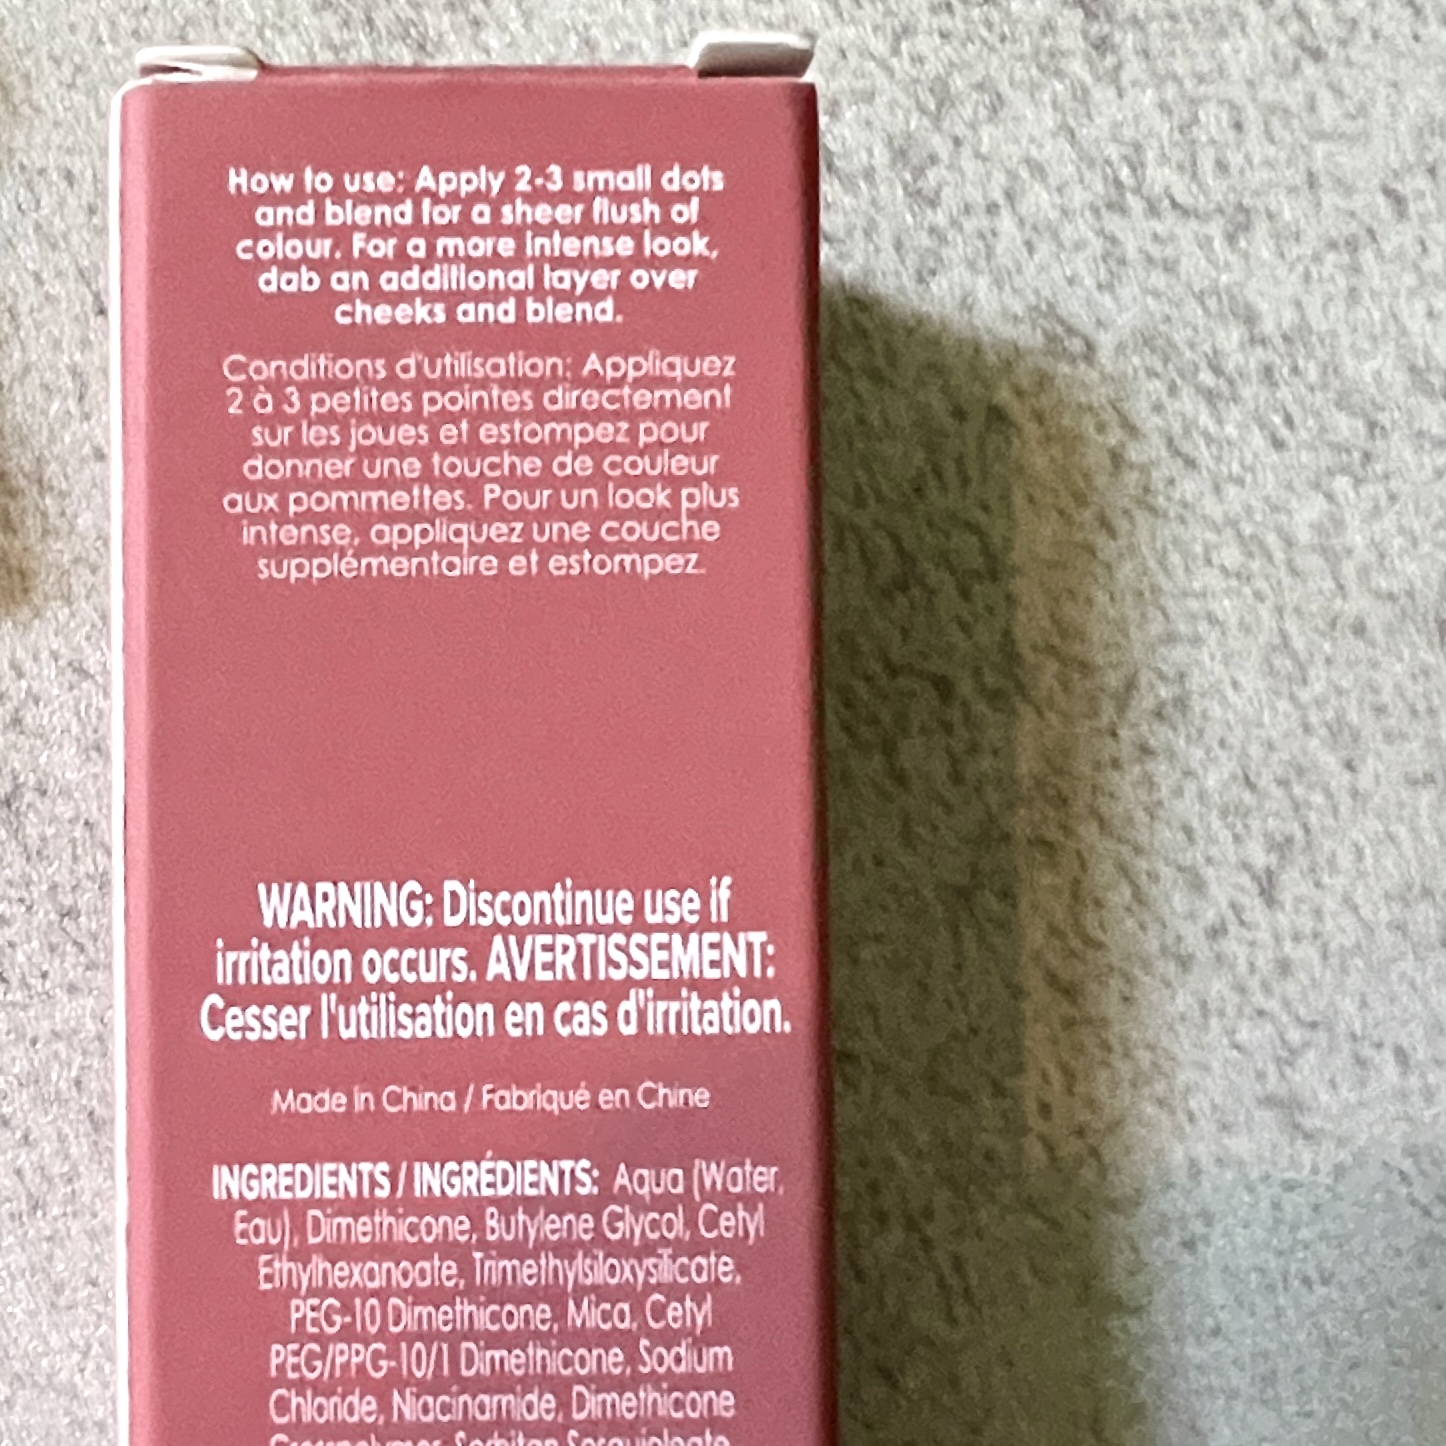 How to use: Apply 2-3 small dots
and blend for a sheer flush of
colour. For a more intense look,
dab an additional layer over
cheeks and blend.
Conditions d'utilisation: Appliquez
2 à 3 petites pointes directement
sur les joues et estompez pour
donner une touche de couleur
aux pommettes. Pour un look plus
intense, appliquez une couche
supplémentaire et estompez.
WARNING: Discontinue use if
irritation occurs. AVERTISSEMENT:
Cesser l'utilisation en cas d'irritation.
Made in China / Fabriqué en Chine
INGREDIENTS / INGRÉDIENTS: Aqua (Water,
Eau), Dimethicone, Butylene Glycol, Cetyl
Ethylhexanoate, Trimethylsiloxysilicate,
PEG-10 Dimethicone, Mica, Cetyl
PEG/PPG-10/1 Dimethicone, Sodium
Chloride, Niacinamide, Dimethicone
Crosspolymer, Sorbitan Sesquioleate,